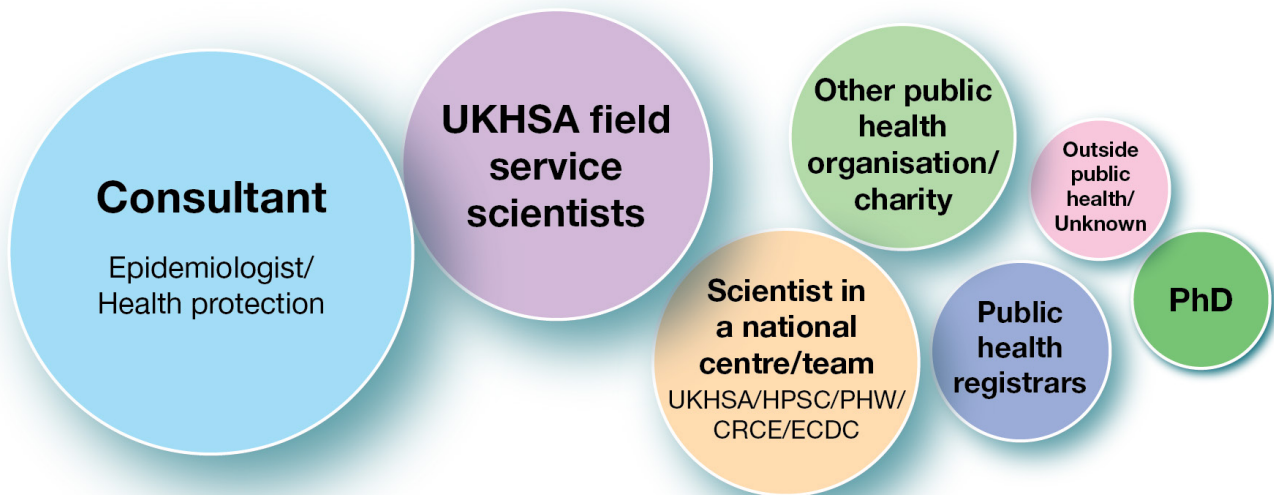 Consultant
Epidemiologist/
Health protection
UKHSA field
service
scientists
Other public
health
organisation/
charity
Scientist in
a national
centre/team
UKHSA/HPSC/PHW/
CRCE/ECDC
Outside
public
health/
Unknown
Public
health
registrars
PhD